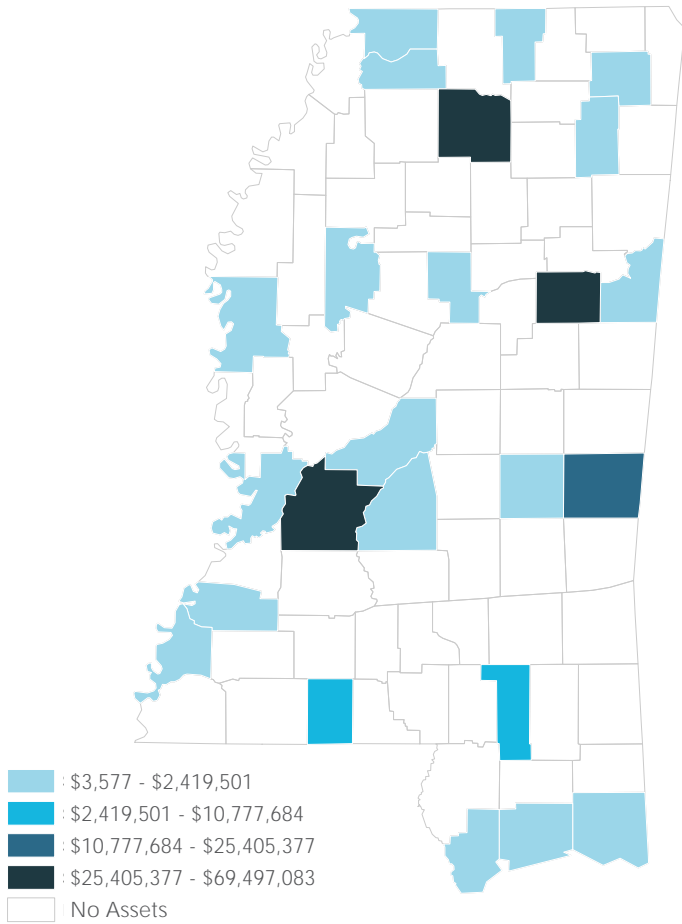 : $3,577 - $2,419,501
: $2,419,501 - $10,777,684
: $10,777,684 - $25,405,377
: $25,405,377 - $69,497,083
No Assets